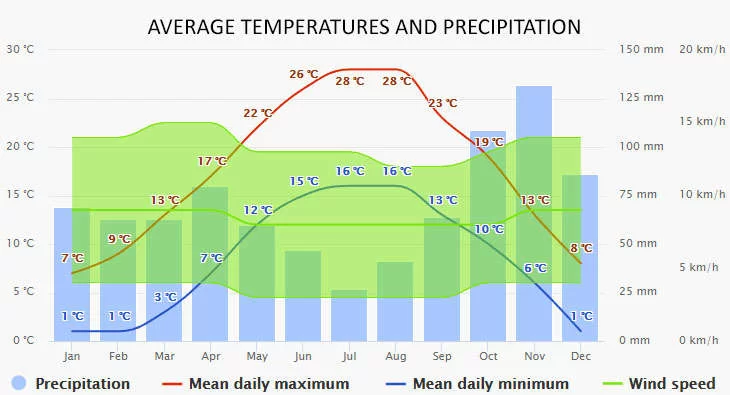 AVERAGE TEMPERATURES AND PRECIPITATION
30 °C 150 mm 20 km/h
26 °C 28 °C 28 °C
25 °C 125 mm
22 °C 23 °C
15 km/h
20 °C 19 °C 100 mm
17 °C
16 °C 16 °C
15 °C 13 °C 15 °C 13 °C 13 °C 75 mm 10 km/h
12 °C
10 °C 9 °C 10 °C 50 mm
7 °C 7 °C 8 °C
6 °C 5 km/h
5 °C 3 °C 25 mm
1 °C 1 °C 1 °C
0 °C 0 mm 0 km/h
Jan Feb Mar Apr May Jun Jul Aug Sep Oct Nov Dec
Precipitation Mean daily maximum Mean daily minimum Wind speed